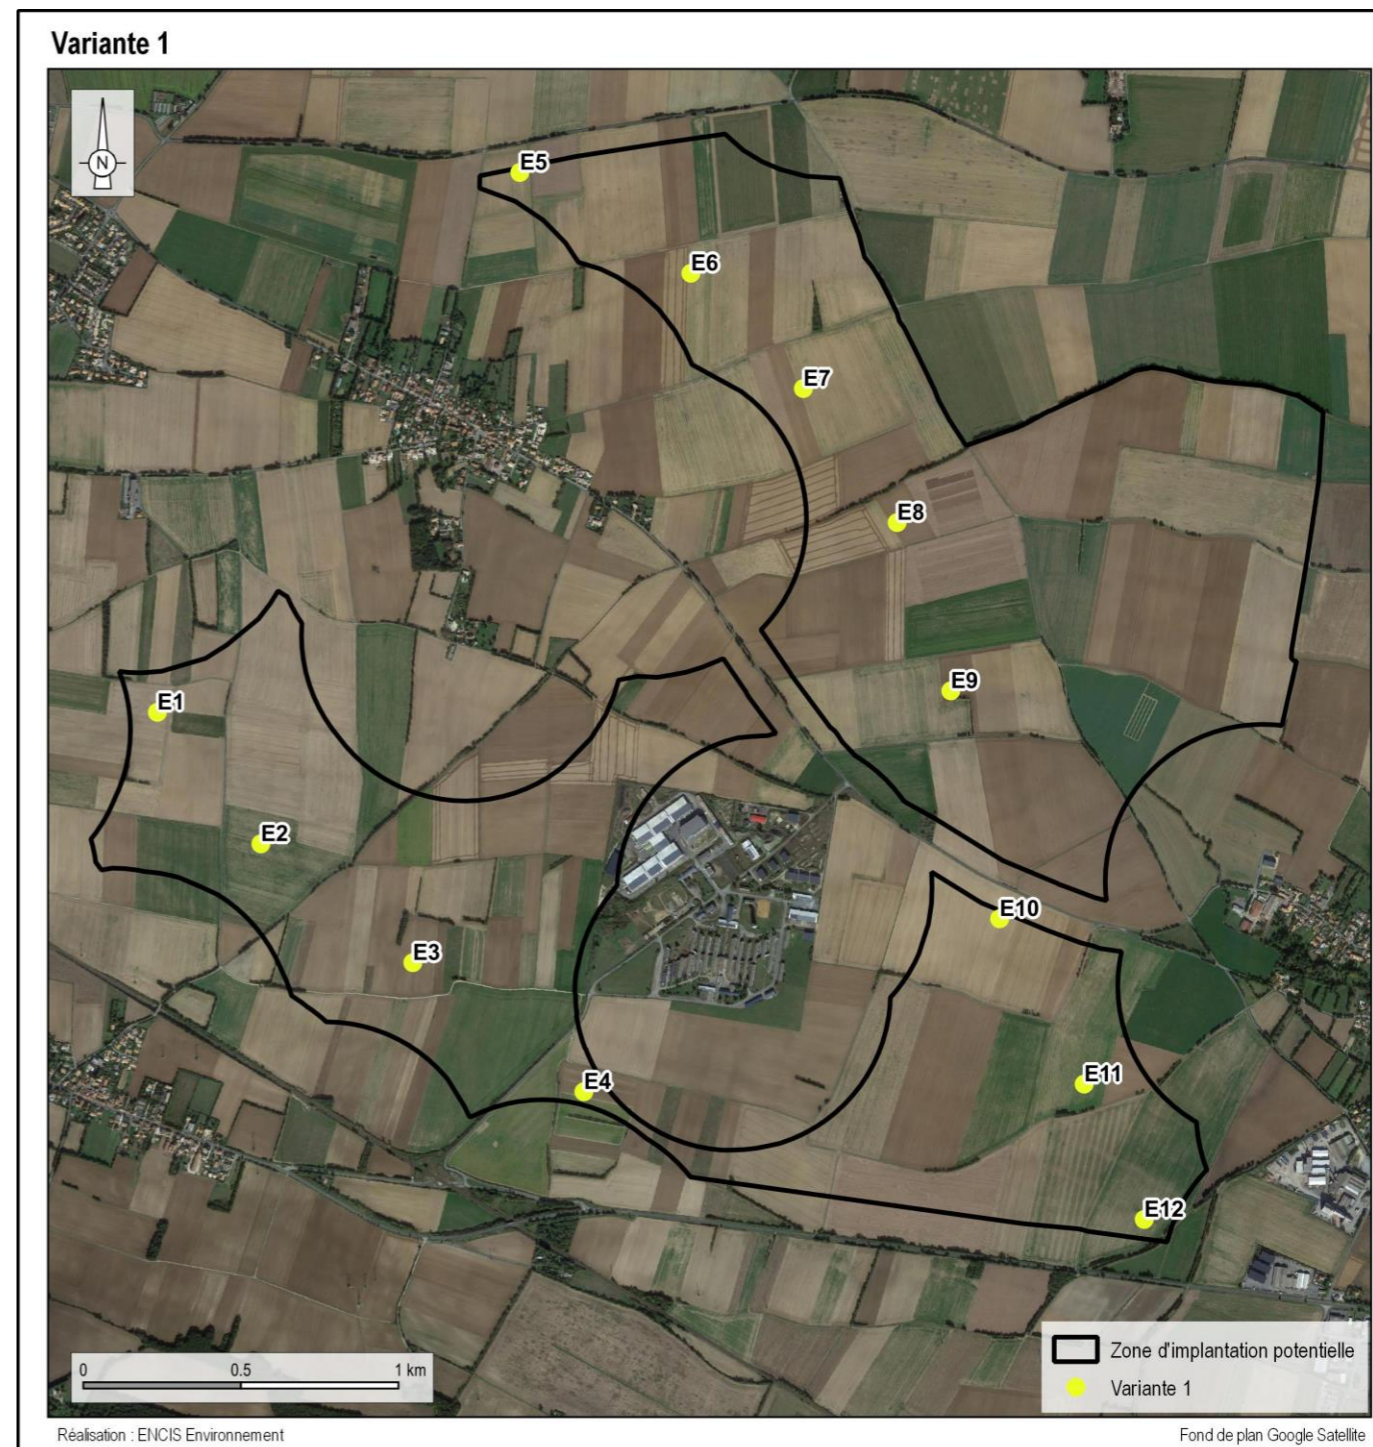 Variante 1
N
E5
E6
E7
E8
E1
E9
E2
E10
E3
E4
E11
E12
0 0.5 1 km
Zone d'implantation potentielle
Variante 1
Réalisation : ENCIS Environnement
Fond de plan Google Satellite